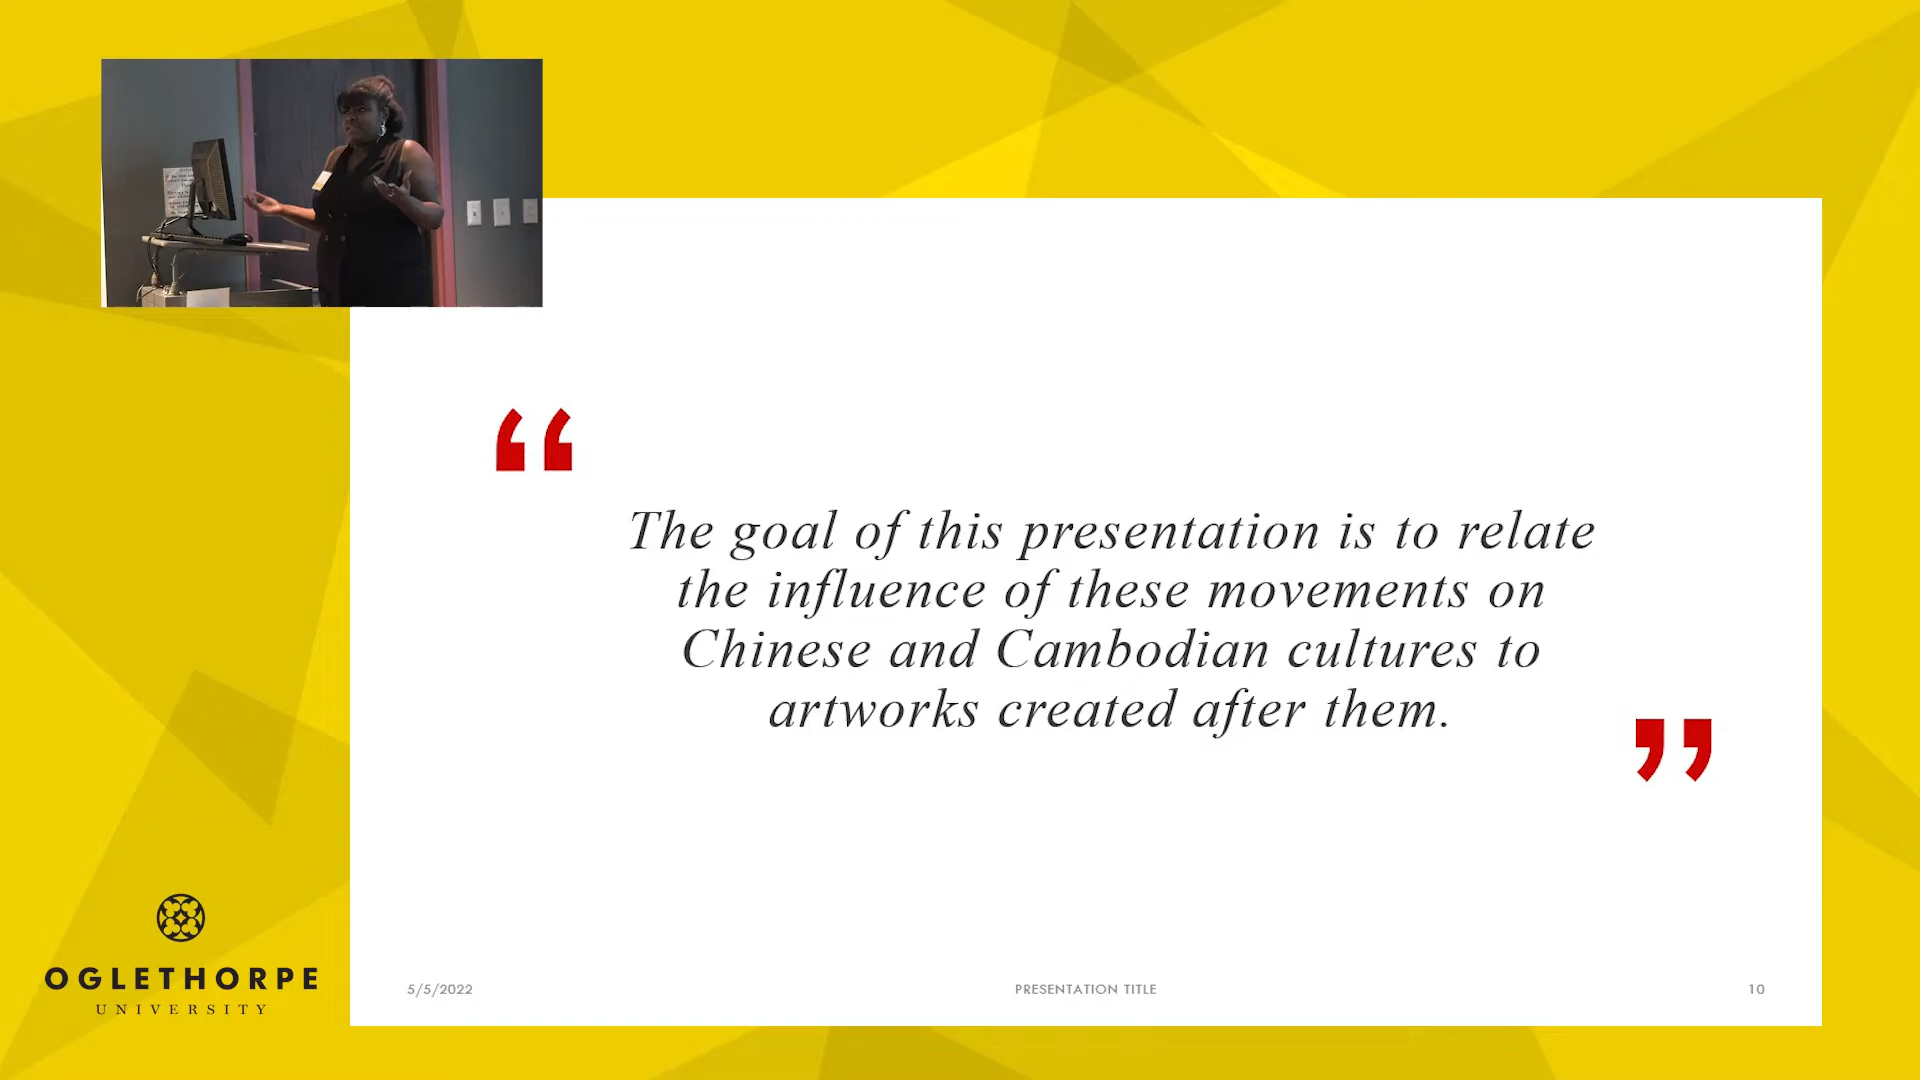 “
The goal of this presentation is to relate
the influence of these movements on
Chinese and Cambodian cultures to
artworks created after them.
”
OGLETHORPE
UNIVERSITY
5/5/2022
PRESENTATION TITLE
10